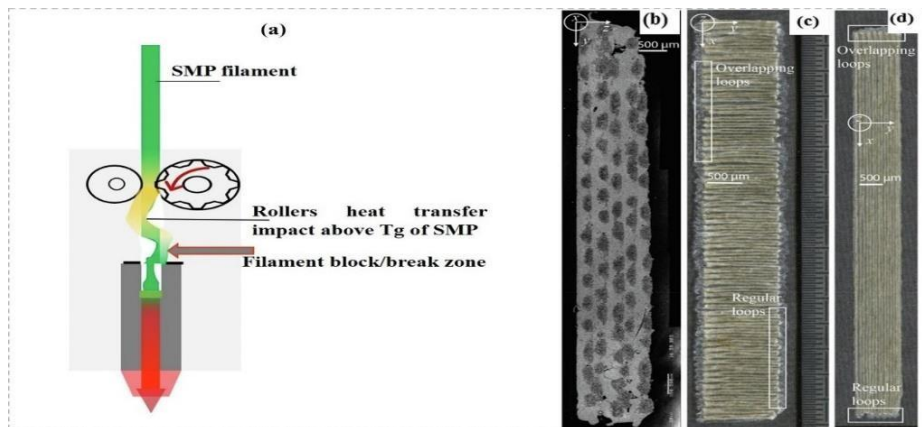 (a)
SMP filament
Rollers heat transfer
impact above Tg of SMP
Filament block/break zone
(b)
500 µm
(c)
Overlapping
loops
500 µm
Regular
loops
(d)
Overlapping
loops
500 µm
Regular
loops